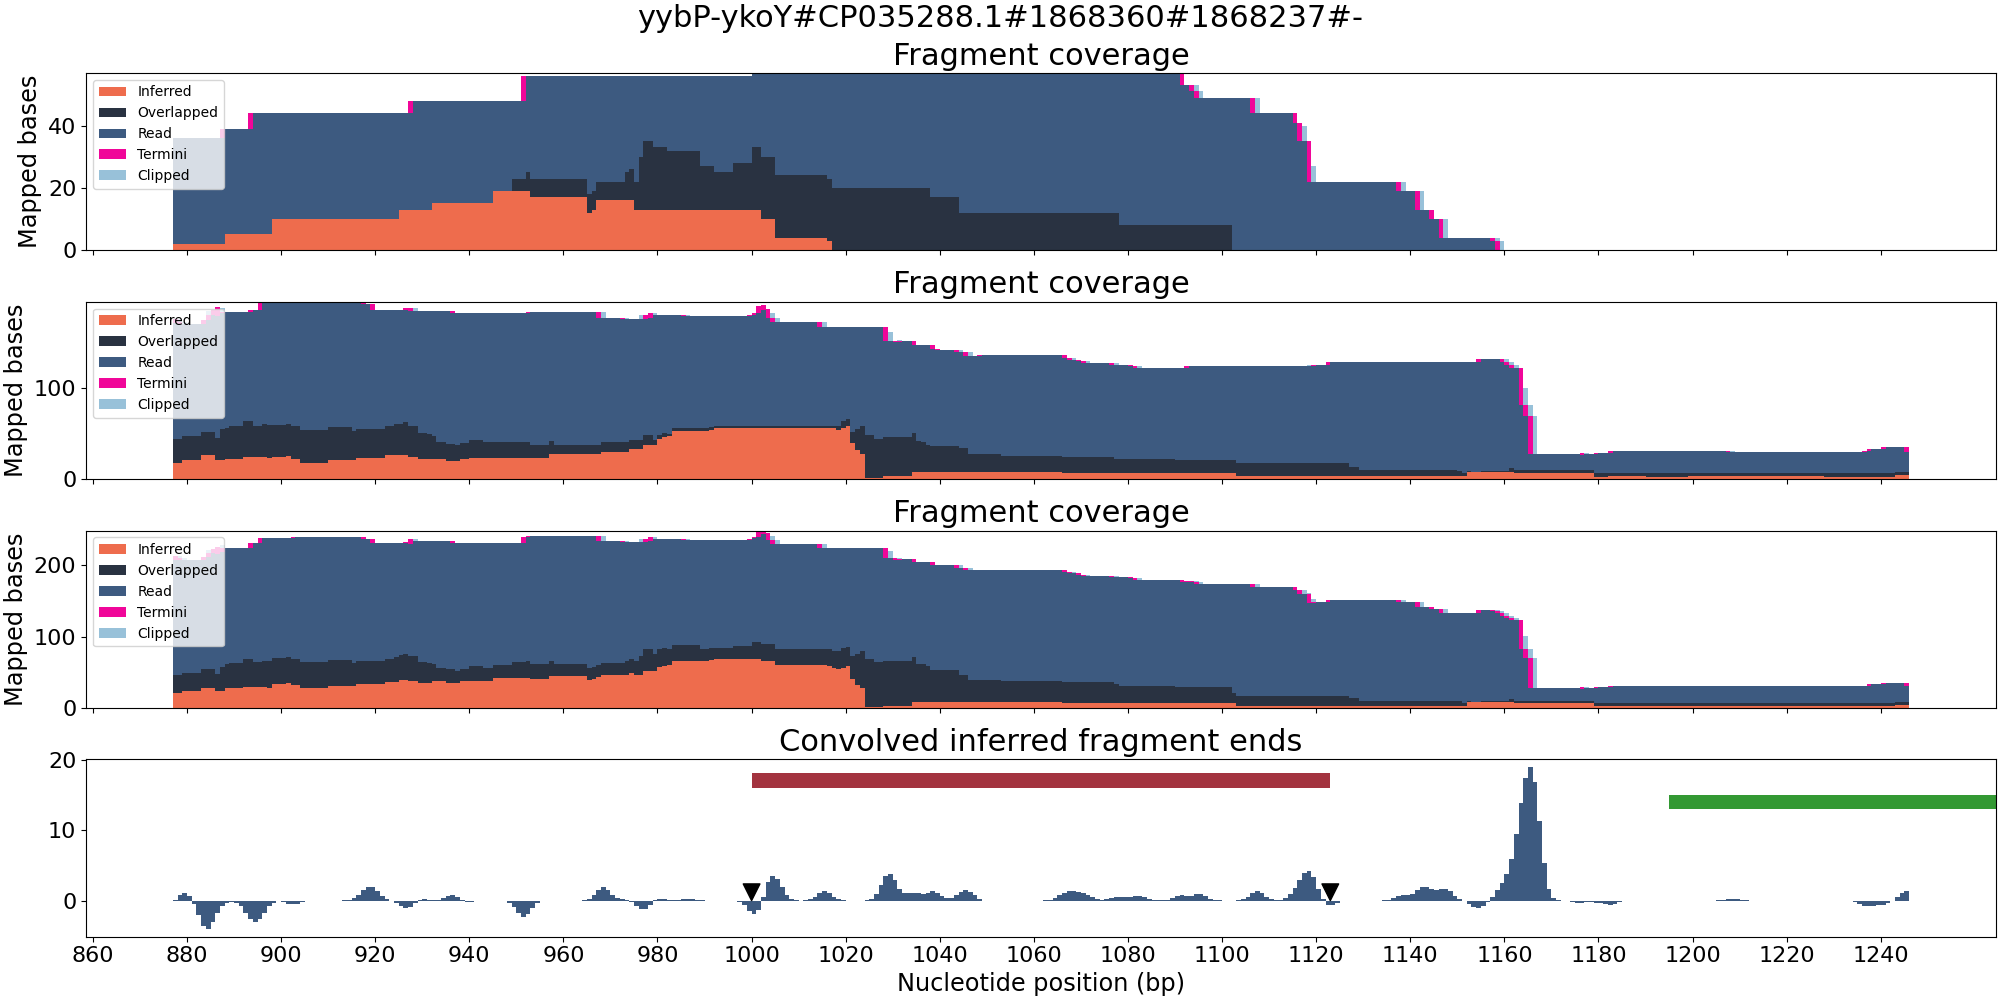 yybP-ykoY#CP035288.1#1868360#1868237#-
Fragment coverage
Mapped bases
40
20
0
Inferred
Overlapped
Read
Termini
Clipped
Fragment coverage
Mapped bases
100
0
Inferred
Overlapped
Read
Termini
Clipped
Fragment coverage
Mapped bases
200
100
0
Inferred
Overlapped
Read
Termini
Clipped
Convolved inferred fragment ends
20
10
0
860 880 900 920 940 960 980 1000 1020 1040 1060 1080 1100 1120 1140 1160 1180 1200 1220 1240
Nucleotide position (bp)